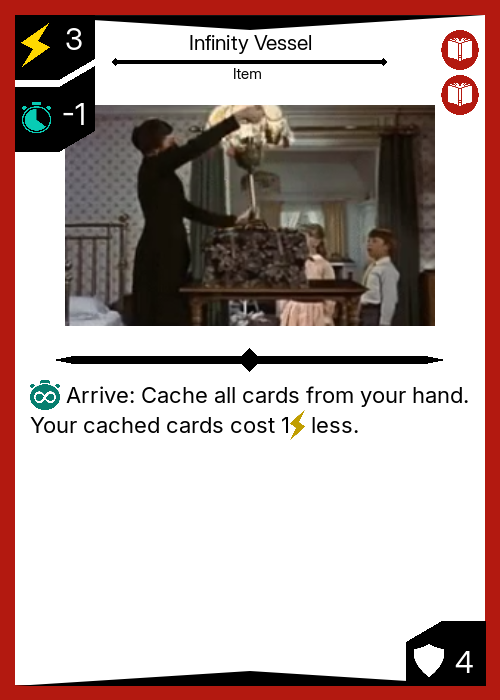 3
Infinity Vessel
Item
-1
Arrive: Cache all cards from your hand.
Your cached cards cost 1 less.
4